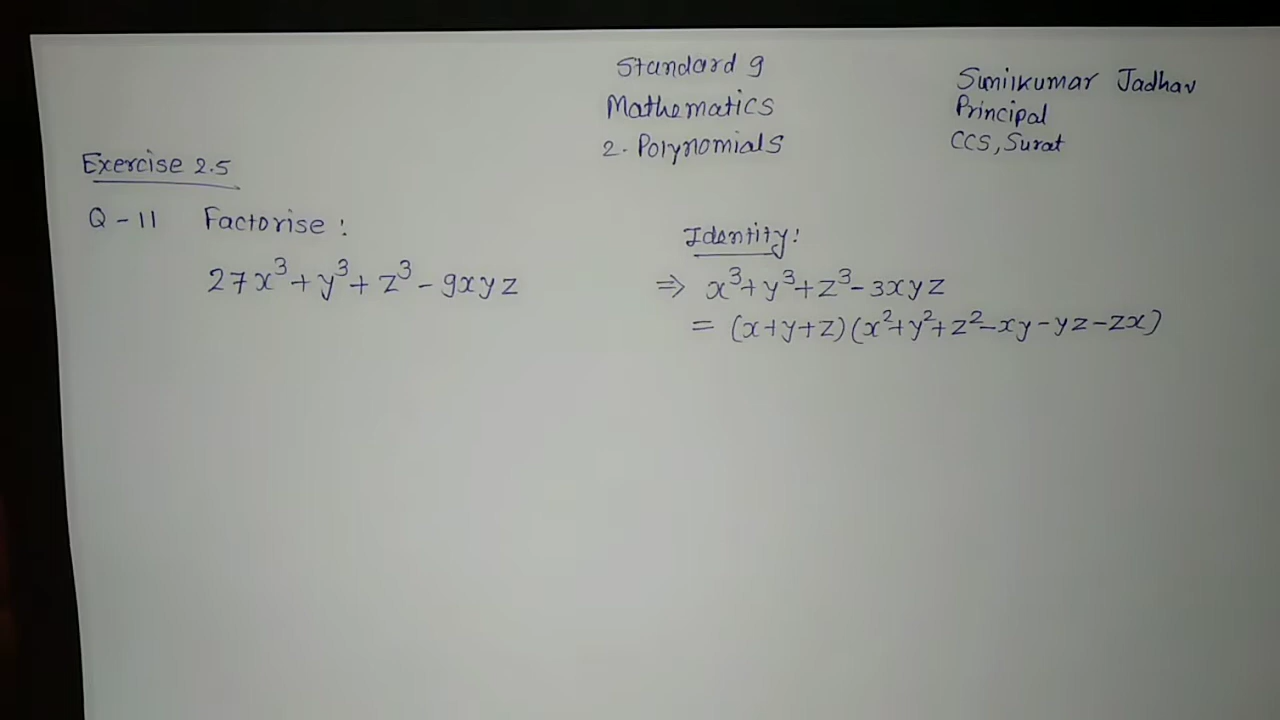 Standard 9
Mathematics
2. Polynomials
Sunilkumar Jadhav
Principal
CCS, Surat
Exercise 2.5
Q - 11 Factorise :
27x³ + y³ + z³ - 9xyz
Identity :
⇒ x³ + y³ + z³ - 3xyz
= (x+y+z) (x²+y²+z²-xy-yz-zx)